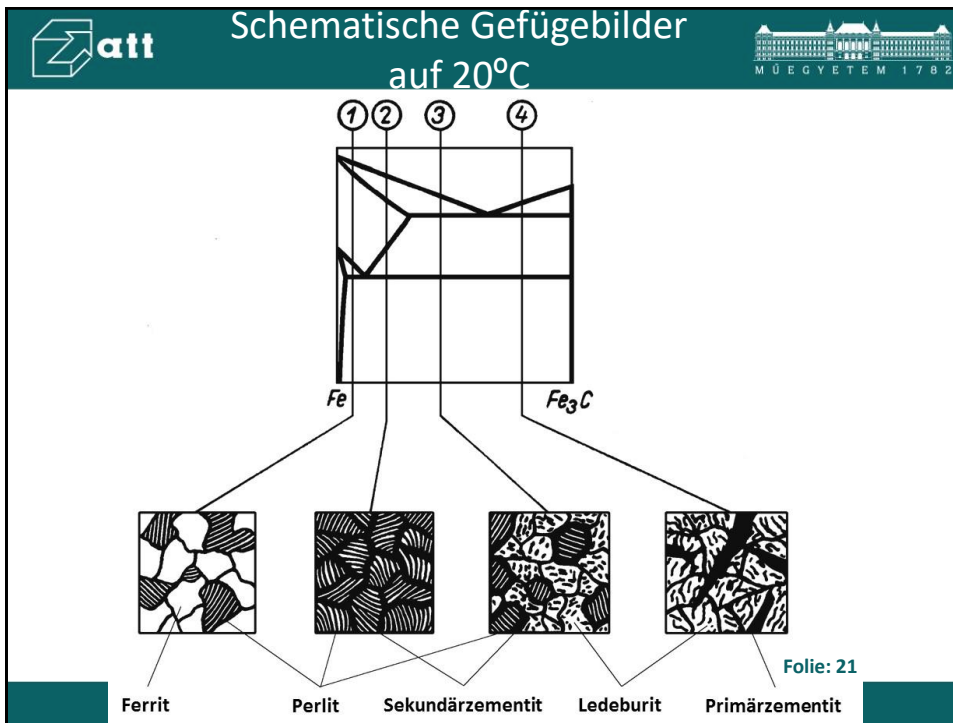 att
Schematische Gefügebilder
auf 20°C
MŰEGYETEM 1782
1 2 3 4
Fe Fe₃C
Folie: 21
Ferrit Perlit Sekundärzementit Ledeburit Primärzementit